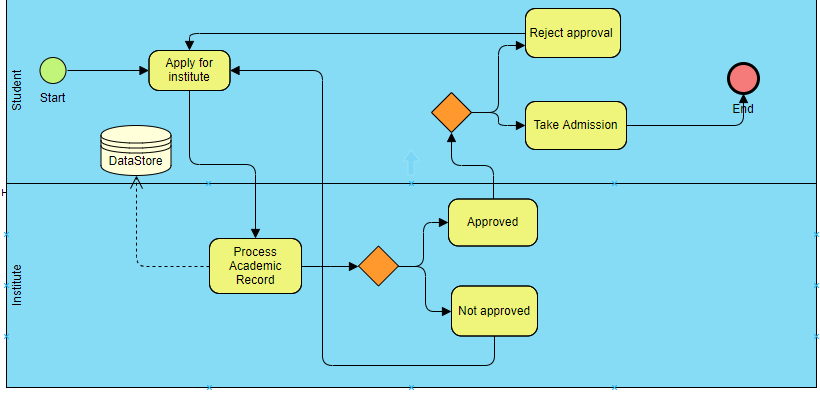 Student
Start
Apply for
institute
Reject approval
Take Admission
End
DataStore
Institute
Process
Academic
Record
Approved
Not approved